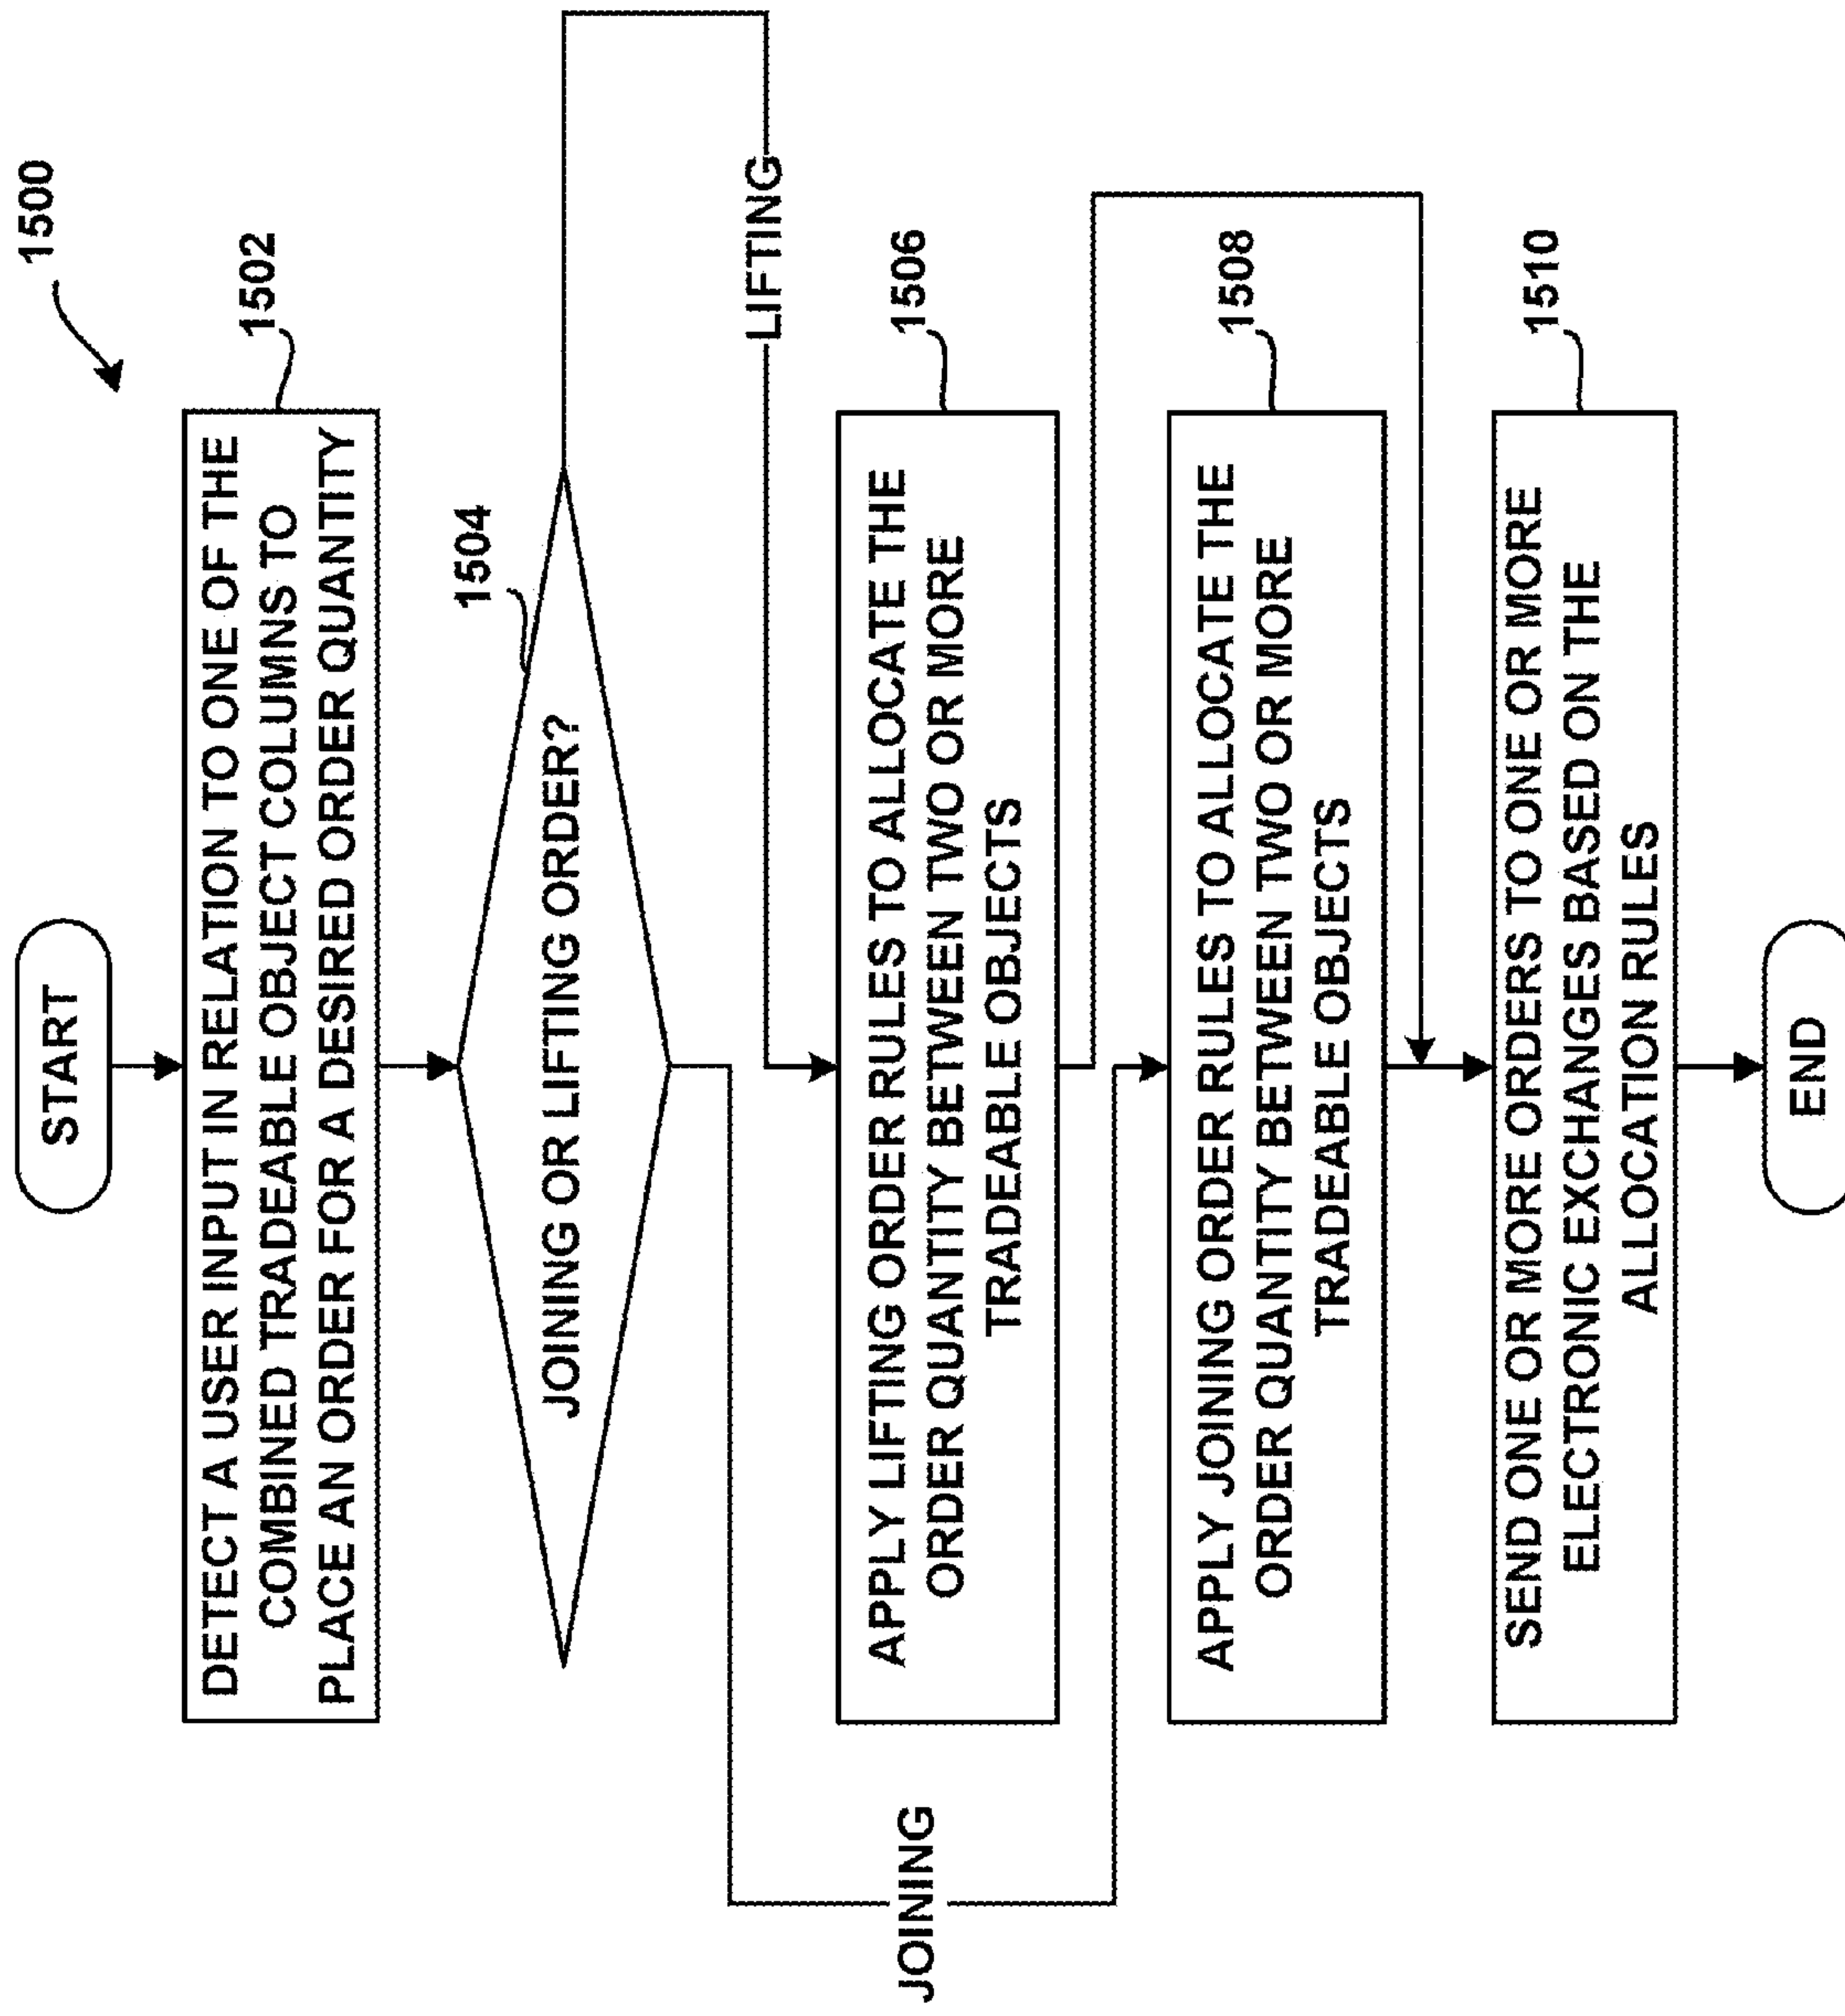 1500
START
DETECT A USER INPUT IN RELATION TO ONE OF THE
COMBINED TRADEABLE OBJECT COLUMNS TO
PLACE AN ORDER FOR A DESIRED ORDER QUANTITY
1502
1504
JOINING OR LIFTING ORDER?
LIFTING
JOINING
APPLY LIFTING ORDER RULES TO ALLOCATE THE
ORDER QUANTITY BETWEEN TWO OR MORE
TRADEABLE OBJECTS
1506
APPLY JOINING ORDER RULES TO ALLOCATE THE
ORDER QUANTITY BETWEEN TWO OR MORE
TRADEABLE OBJECTS
1508
SEND ONE OR MORE ORDERS TO ONE OR MORE
ELECTRONIC EXCHANGES BASED ON THE
ALLOCATION RULES
1510
END